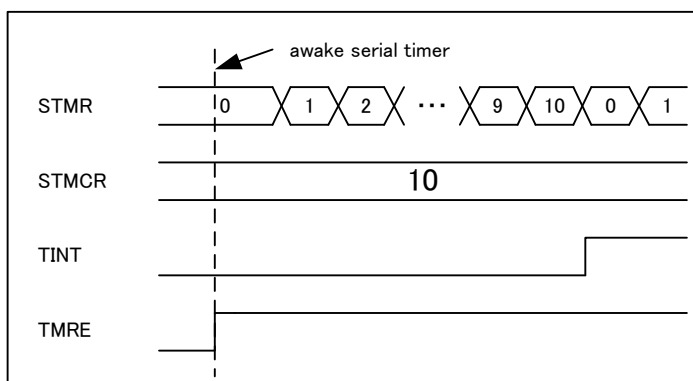 awake serial timer
STMR 0 1 2 ··· 9 10 0 1
STMCR 10
TINT
TMRE